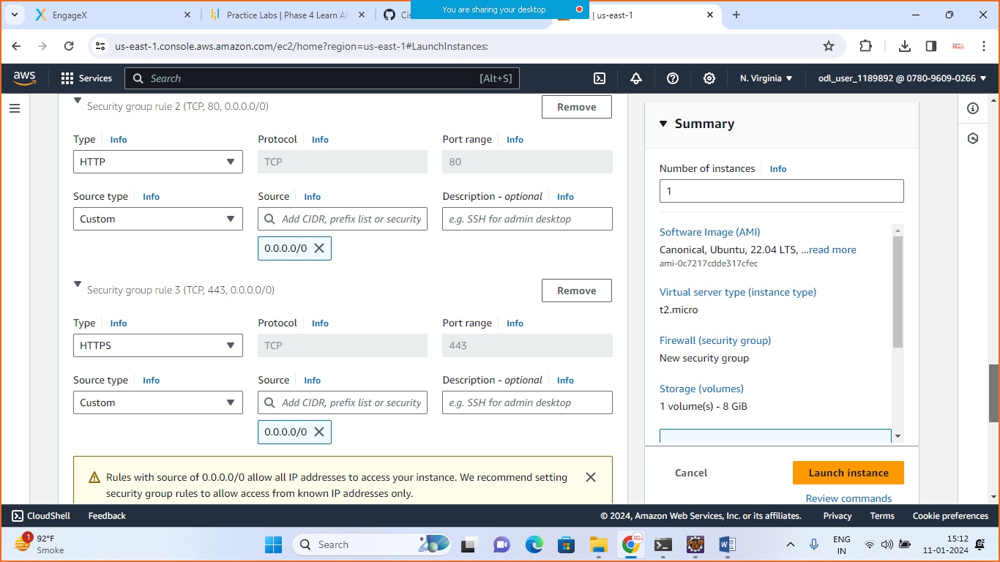 EngageX
Practice Labs | Phase 4 Learn Al
Cis
You are sharing your desktop
| us-east-1
us-east-1.console.aws.amazon.com/ec2/home?region=us-east-1#LaunchInstances:
aws
Services
Search
[Alt+S]
N. Virginia
odl_user_1189892 @ 0780-9609-0266
Security group rule 2 (TCP, 80, 0.0.0.0/0)
Remove
Type Info
Protocol Info
Port range Info
HTTP
TCP
80
Source type Info
Source Info
Description - optional Info
Custom
Add CIDR, prefix list or security
e.g. SSH for admin desktop
0.0.0.0/0
Security group rule 3 (TCP, 443, 0.0.0.0/0)
Remove
Type Info
Protocol Info
Port range Info
HTTPS
TCP
443
Source type Info
Source Info
Description - optional Info
Custom
Add CIDR, prefix list or security
e.g. SSH for admin desktop
0.0.0.0/0
Rules with source of 0.0.0.0/0 allow all IP addresses to access your instance. We recommend setting
security group rules to allow access from known IP addresses only.
Summary
Number of instances Info
1
Software Image (AMI)
Canonical, Ubuntu, 22.04 LTS, ...read more
ami-0c7217cdde317cfec
Virtual server type (instance type)
t2.micro
Firewall (security group)
New security group
Storage (volumes)
1 volume(s) - 8 GiB
Cancel
Launch instance
Review commands
CloudShell
Feedback
© 2024, Amazon Web Services, Inc. or its affiliates.
Privacy
Terms
Cookie preferences
1
92°F
Smoke
Search
ENG
IN
15:12
11-01-2024